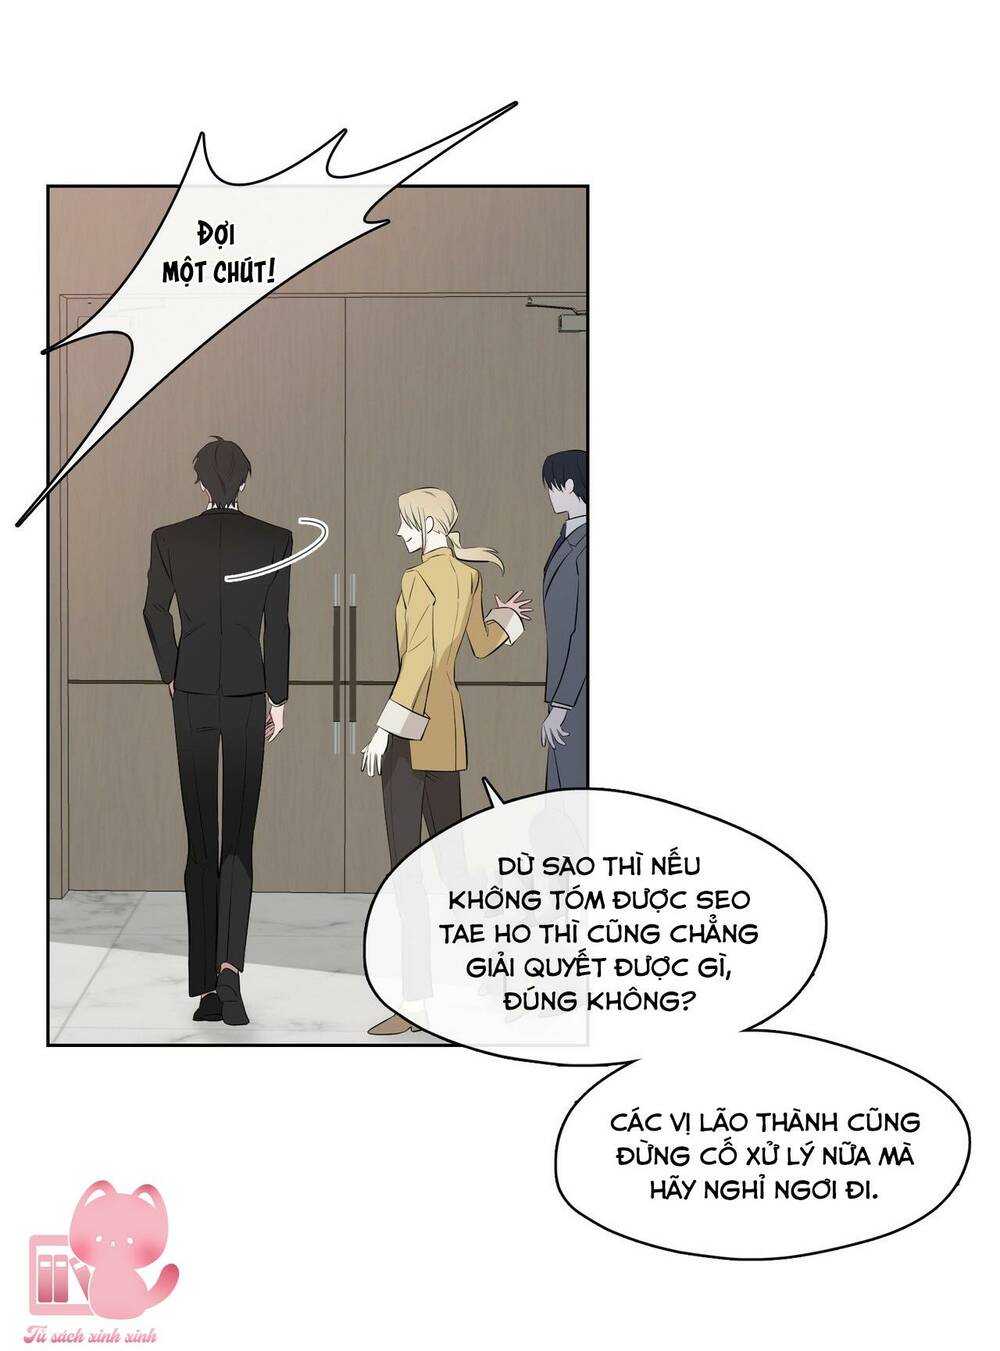 ĐỢI
MỘT CHÚT!
DÙ SAO THÌ NẾU
KHÔNG TÓM ĐƯỢC SEO
TAE HO THÌ CŨNG CHẲNG
GIẢI QUYẾT ĐƯỢC GÌ,
ĐÚNG KHÔNG?
CÁC VỊ LÃO THÀNH CŨNG
ĐỪNG CỐ XỬ LÝ NỮA MÀ
HÃY NGHỈ NGƠI ĐI.
Tủ sách xinh xinh